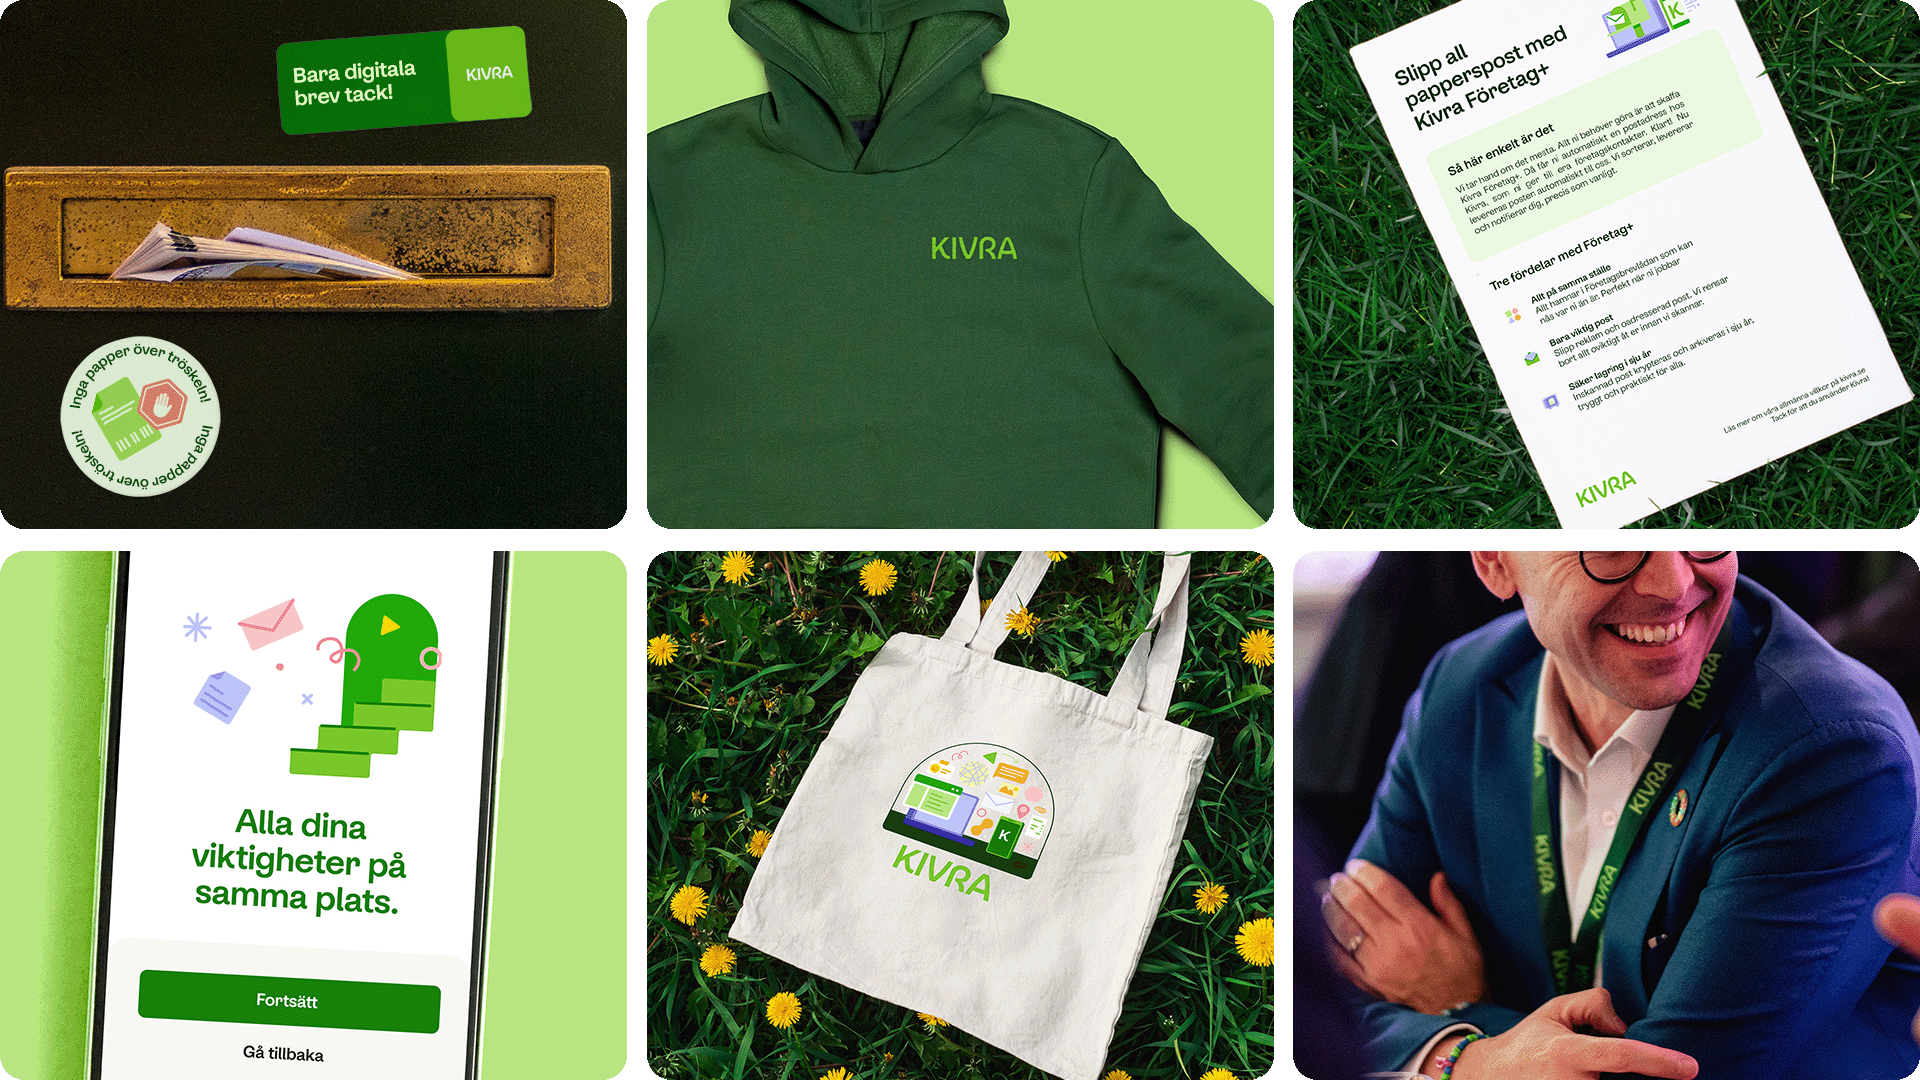 Bara digitala
brev tack!
KIVRA
Inga papper över tröskeln!
Inga papper över tröskeln!
KIVRA
Slipp all
papperspost med
Kivra Företag+
K
Så här enkelt är det
Vi tar hand om det mesta. Allt ni behöver göra är att skaffa
Kivra Företag+. Då får ni automatiskt en postadress hos
Kivra, som ni ger till era företagskontakter. Klart! Nu
levereras posten automatiskt till oss. Vi sorterar, levererar
och notifierar dig, precis som vanligt.
Tre fördelar med Företag+
Allt på samma ställe
Allt hamnar i Företagsbrevlådan som kan
nås var ni än är. Perfekt när ni jobbar
Bara viktig post
Slipp reklam och oadresserad post. Vi rensar
bort allt oviktigt åt er innan vi skannar.
Säker lagring i sju år
Inskannad post krypteras och arkiveras i sju år,
tryggt och praktiskt för alla.
Läs mer om våra allmänna villkor på kivra.se
Tack för att du använder Kivra!
KIVRA
Alla dina
viktigheter på
samma plats.
Fortsätt
Gå tillbaka
K
KIVRA
KIVRA
KIVRA
KIVRA
KIVRA